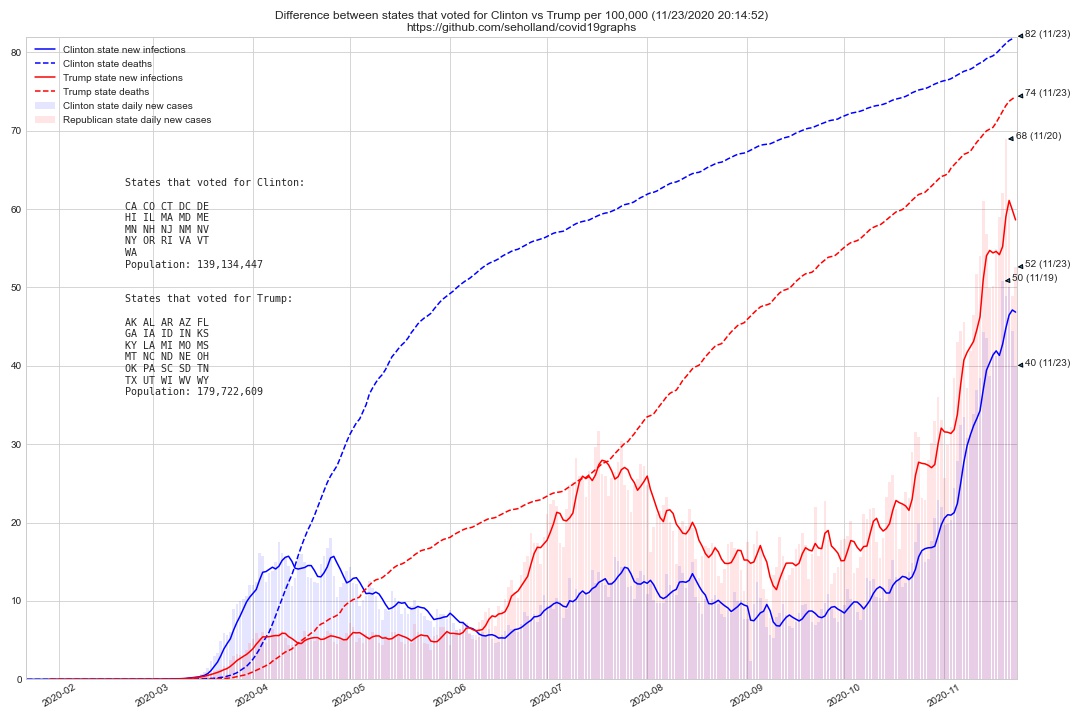 Difference between states that voted for Clinton vs Trump per 100,000 (11/23/2020 20:14:52)
https://github.com/seholland/covid19graphs
Clinton state new infections
Clinton state deaths
Trump state new infections
Trump state deaths
Clinton state daily new cases
Republican state daily new cases
States that voted for Clinton:
CA CO CT DC DE
HI IL MA MD ME
MN NH NJ NM NV
NY OR RI VA VT
WA
Population: 139,134,447
States that voted for Trump:
AK AL AR AZ FL
GA IA ID IN KS
KY LA MI MO MS
MT NC ND NE OH
OK PA SC SD TN
TX UT WI WV WY
Population: 179,722,609
82 (11/23)
74 (11/23)
68 (11/20)
52 (11/23)
50 (11/19)
40 (11/23)
80
70
60
50
40
30
20
10
0
2020-02
2020-03
2020-04
2020-05
2020-06
2020-07
2020-08
2020-09
2020-10
2020-11